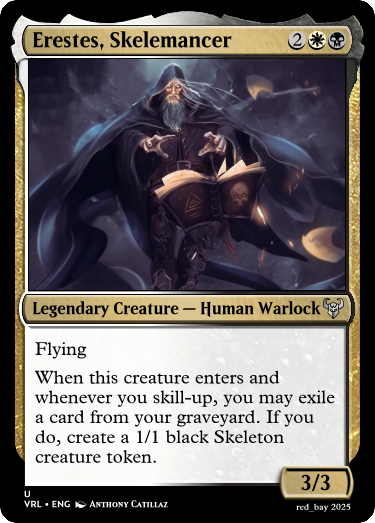 Erestes, Skelemancer 2
Legendary Creature — Human Warlock
Flying
When this creature enters and
whenever you skill-up, you may exile
a card from your graveyard. If you
do, create a 1/1 black Skeleton
creature token.
3/3
U
VRL • ENG Anthony Catillaz
red_bay 2025